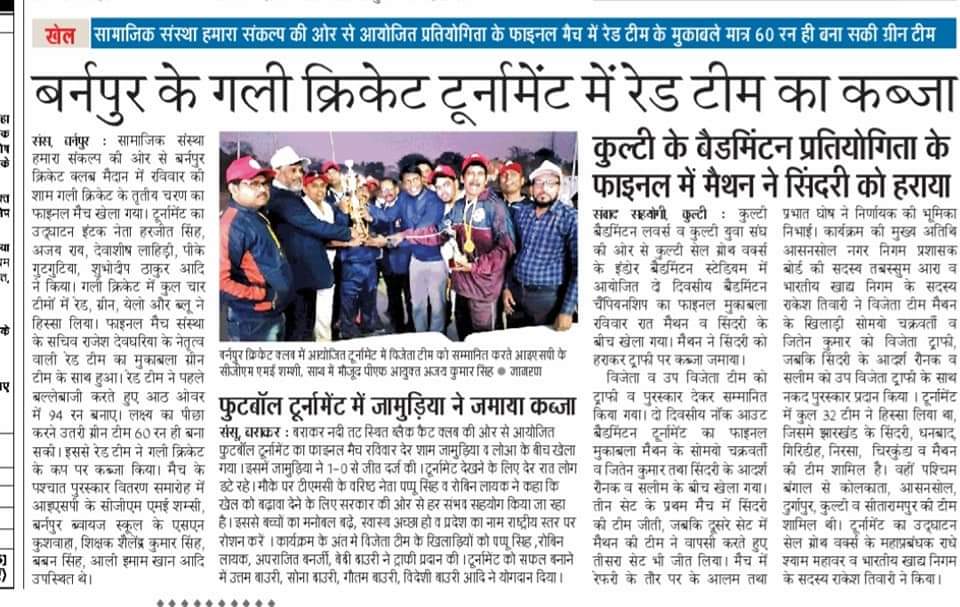 खेल
सामाजिक संस्था हमारा संकल्प की ओर से आयोजित प्रतियोगिता के फाइनल मैच में रेड टीम के मुकाबले मात्र 60 रन ही बना सकी ग्रीन टीम
बर्नपुर के गली क्रिकेट टूर्नामेंट में रेड टीम का कब्जा
संस, बर्नपुर : सामाजिक संस्था
हमारा संकल्प की ओर से बर्नपुर
क्रिकेट क्लब मैदान में रविवार की
शाम गली क्रिकेट के तृतीय चरण का
फाइनल मैच खेला गया। टूर्नामेंट का
उद्घाटन इंटक नेता हरजीत सिंह,
अजय राय, देवाशीष लाहिड़ी, पीके
गुटगुटिया, शुभोदीप ठाकुर आदि
ने किया। गली क्रिकेट में कुल चार
टीमों में रेड, ग्रीन, येलो और ब्लू ने
हिस्सा लिया। फाइनल मैच संस्था
के सचिव राजेश देवघरिया के नेतृत्व
वाली रेड टीम का मुकाबला ग्रीन
टीम के साथ हुआ। रेड टीम ने पहले
बल्लेबाजी करते हुए आठ ओवर
में 94 रन बनाए। लक्ष्य का पीछा
करने उतरी ग्रीन टीम 60 रन ही बना
सकी। इससे रेड टीम ने गली क्रिकेट
के कप पर कब्जा किया। मैच के
पश्चात पुरस्कार वितरण समारोह में
आइएसपी के सीजीएम एमई शम्सी,
बर्नपुर ब्वायज स्कूल के एसएन
कुशवाहा, शिक्षक शैलेंद्र कुमार सिंह,
बबन सिंह, आली इमाम खान आदि
उपस्थित थे।
बर्नपुर क्रिकेट क्लब में आयोजित टूर्नामेंट में विजेता टीम को सम्मानित करते आइएसपी के
सीजीएम एमई शम्शी, साथ में मौजूद पीएफ आयुक्त अजय कुमार सिंह ● जागरण
फुटबॉल टूर्नामेंट में जामुड़िया ने जमाया कब्जा
संसू, बराकर : बराकर नदी तट स्थित ब्लैक कैट क्लब की ओर से आयोजित
फुटबॉल टूर्नामेंट का फाइनल मैच रविवार देर शाम जामुड़िया व लोआ के बीच खेला
गया। इसमें जामुड़िया ने 1-0 से जीत दर्ज की। टूर्नामेंट देखने के लिए देर रात लोग
डटे रहे। मौके पर टीएमसी के वरिष्ठ नेता पप्पू सिंह व रोबिन लायक ने कहा कि
खेल को बढ़ावा देने के लिए सरकार की ओर से हर संभव सहयोग किया जा रहा
है। इससे बच्चों का मनोबल बढ़े, स्वास्थ अच्छा हो व प्रदेश का नाम राष्ट्रीय स्तर पर
रोशन करें। कार्यक्रम के अंत मे विजेता टीम के खिलाड़ियों को पप्पू सिंह ,रोबिन
लायक, अपराजित बनर्जी, बेबी बाउरी ने ट्राफी प्रदान की। टूर्नामेंट को सफल बनाने
में उत्तम बाउरी, सोना बाउरी, गौतम बाउरी, विदेशी बाउरी आदि ने योगदान दिया।
कुल्टी के बैडमिंटन प्रतियोगिता के
फाइनल में मैथन ने सिंदरी को हराया
संवाद सहयोगी, कुल्टी : कुल्टी
बैडमिंटन लवर्स व कुल्टी युवा संघ
की ओर से कुल्टी सेल ग्रोथ वर्क्स
के इंडोर बैडमिंटन स्टेडियम में
आयोजित दो दिवसीय बैडमिंटन
चैंपियनशिप का फाइनल मुकाबला
रविवार रात मैथन व सिंदरी के
बीच खेला गया। मैथन ने सिंदरी को
हराकर ट्राफी पर कब्जा जमाया।
विजेता व उप विजेता टीम को
ट्राफी व पुरस्कार देकर सम्मानित
किया गया। दो दिवसीय नॉक आउट
बैडमिंटन टूर्नामेंट का फाइनल
मुकाबला मैथन के सोमयो चक्रवर्ती
व जितेन कुमार तथा सिंदरी के आदर्श
रौनक व सलीम के बीच खेला गया।
तीन सेट के प्रथम मैच में सिंदरी
की टीम जीती, जबकि दूसरे सेट में
मैथन की टीम ने वापसी करते हुए
तीसरा सेट भी जीत लिया। मैच में
रेफरी के तौर पर के आलम तथा
प्रभात घोष ने निर्णायक की भूमिका
निभाई। कार्यक्रम की मुख्य अतिथि
आसनसोल नगर निगम प्रशासक
बोर्ड की सदस्य तबस्सुम आरा व
भारतीय खाद्य निगम के सदस्य
राकेश तिवारी ने विजेता टीम मैथन
के खिलाड़ी सोमयो चक्रवर्ती व
जितेन कुमार को विजेता ट्राफी,
जबकि सिंदरी के आदर्श रौनक व
सलीम को उप विजेता ट्राफी के साथ
नकद पुरस्कार प्रदान किया । टूर्नामेंट
में कुल 32 टीम ने हिस्सा लिया था,
जिसमे झारखंड के सिंदरी, धनबाद,
गिरिडीह, निरसा, चिरकुंडा व मैथन
की टीम शामिल है। वहीं पश्चिम
बंगाल से कोलकाता, आसनसोल,
दुर्गापुर, कुल्टी व सीतारामपुर की टीम
शामिल थी। टूर्नामेंट का उद्घाटन
सेल ग्रोथ वर्क्स के महाप्रबंधक राधे
श्याम महावर व भारतीय खाद्य निगम
के सदस्य राकेश तिवारी ने किया।